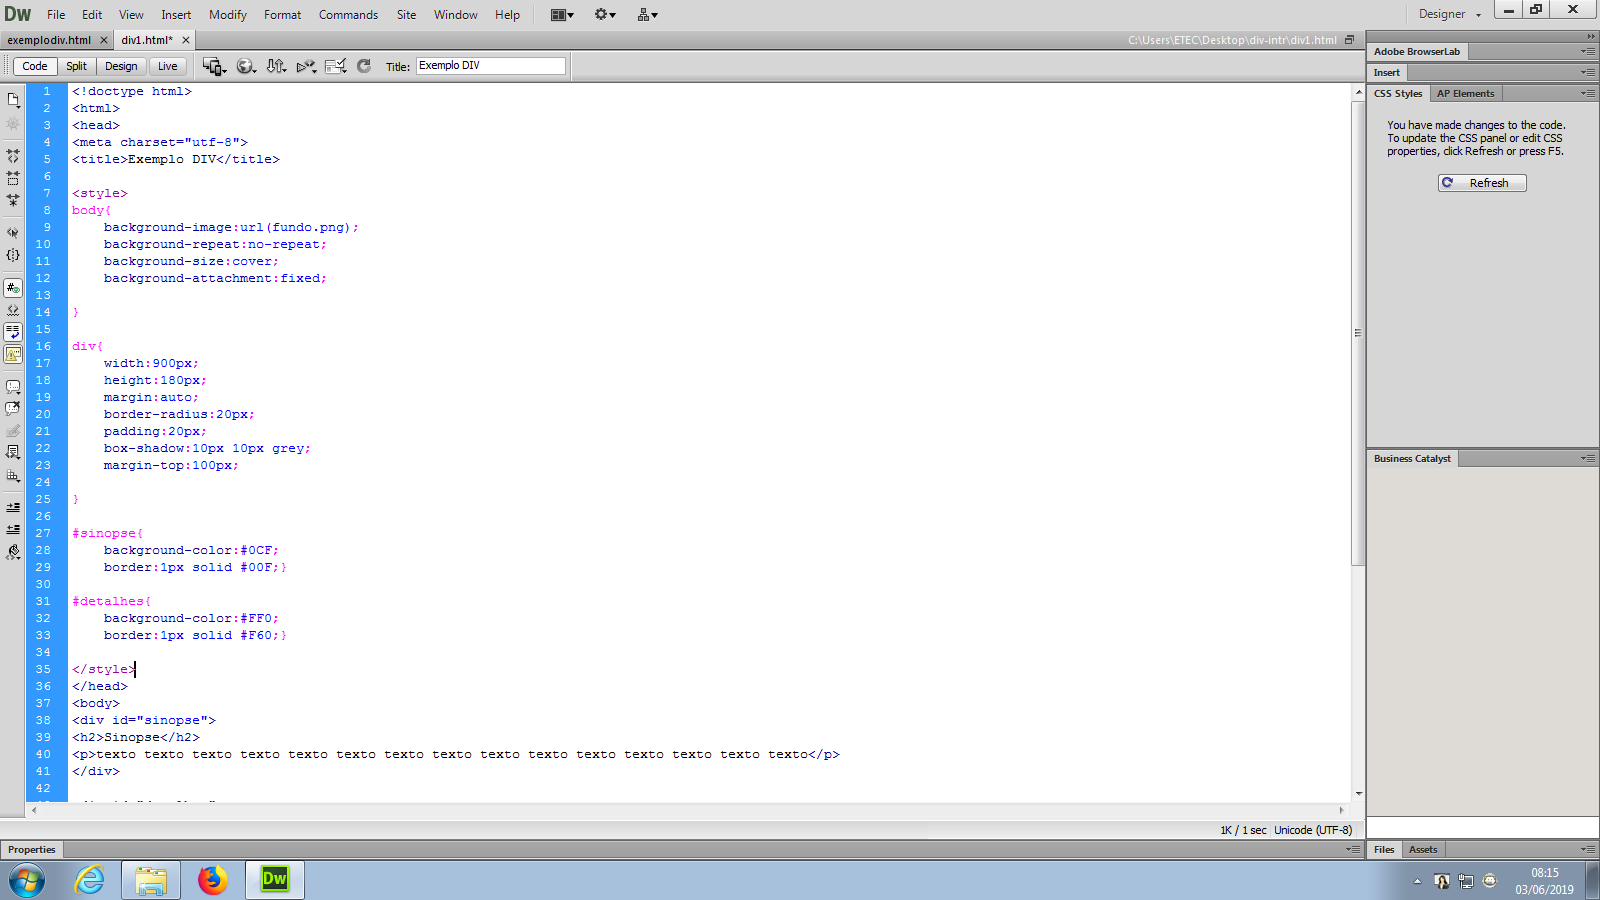 Dw File Edit View Insert Modify Format Commands Site Window Help Designer
exemplodiv.html div1.html* C:\Users\ETEC\Desktop\div-intr\div1.html
Code Split Design Live Title: Exemplo DIV
1 <!doctype html>
2 <html>
3 <head>
4 <meta charset="utf-8">
5 <title>Exemplo DIV</title>
6
7 <style>
8 body{
9 background-image:url(fundo.png);
10 background-repeat:no-repeat;
11 background-size:cover;
12 background-attachment:fixed;
13
14 }
15
16 div{
17 width:900px;
18 height:180px;
19 margin:auto;
20 border-radius:20px;
21 padding:20px;
22 box-shadow:10px 10px grey;
23 margin-top:100px;
24
25 }
26
27 #sinopse{
28 background-color:#0CF;
29 border:1px solid #00F;}
30
31 #detalhes{
32 background-color:#FF0;
33 border:1px solid #F60;}
34
35 </style>
36 </head>
37 <body>
38 <div id="sinopse">
39 <h2>Sinopse</h2>
40 <p>texto texto texto texto texto texto texto texto texto texto texto texto texto texto texto</p>
41 </div>
42
Adobe BrowserLab
Insert
CSS Styles AP Elements
You have made changes to the code.
To update the CSS panel or edit CSS
properties, click Refresh or press F5.
Refresh
Business Catalyst
1K / 1 sec Unicode (UTF-8)
Properties
Files Assets
Dw
08:15
03/06/2019